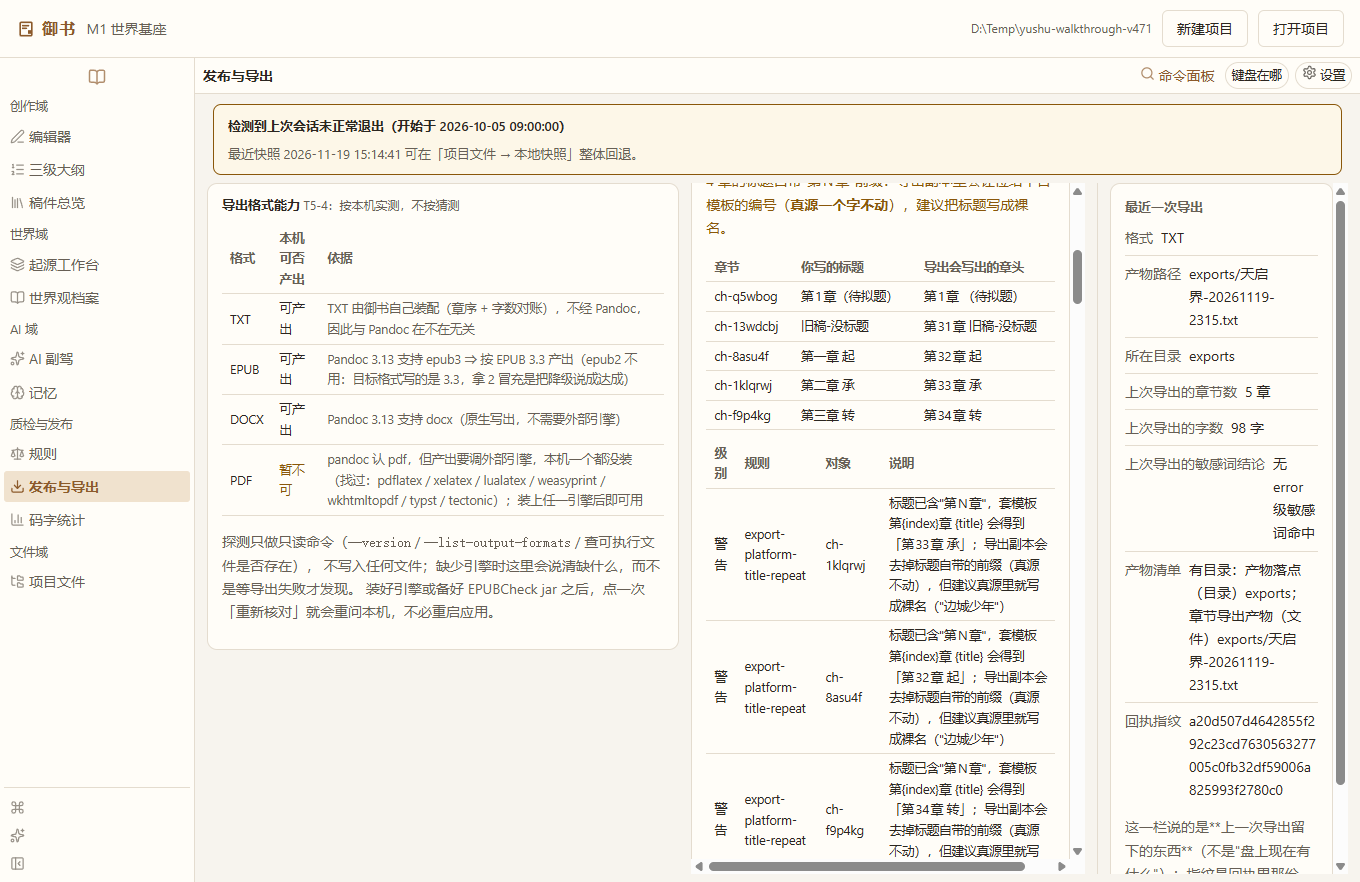 御书 M1 世界基座
D:\Temp\yushu-walkthrough-v471 新建项目 打开项目
发布与导出
命令面板 键盘在哪 设置
创作域
编辑器
三级大纲
稿件总览
世界域
起源工作台
世界观档案
AI 域
AI 副驾
记忆
质检与发布
规则
发布与导出
码字统计
文件域
项目文件
检测到上次会话未正常退出（开始于 2026-10-05 09:00:00）
最近快照 2026-11-19 15:14:41 可在「项目文件 → 本地快照」整体回退。
导出格式能力 T5-4：按本机实测，不按猜测
格式 本机可否产出 依据
TXT 可产出 TXT 由御书自己装配（章序 + 字数对账），不经 Pandoc，
因此与 Pandoc 在不在无关
EPUB 可产出 Pandoc 3.13 支持 epub3 ⇒ 按 EPUB 3.3 产出（epub2 不
用：目标格式写的是 3.3，拿 2 冒充是把降级说成达成）
DOCX 可产出 Pandoc 3.13 支持 docx（原生写出，不需要外部引擎）
PDF 暂不可 pandoc 认 pdf，但产出要调外部引擎，本机一个都没装
（找过：pdflatex / xelatex / lualatex / weasyprint /
wkhtmltopdf / typst / tectonic）；装上任一引擎后即可用
探测只做只读命令（—version / —list-output-formats / 查可执行文
件是否存在），不写入任何文件；缺少引擎时这里会说清缺什么，而不
是等导出失败才发现。 装好引擎或备好 EPUBCheck jar 之后，点一次
「重新核对」就会重问本机，不必重启应用。
4 章的标题自带"第N章"前缀：导出副本里会让位给平台
模板的编号（真源一个字不动），建议把标题写成裸
名。
章节 你写的标题 导出会写出的章头
ch-q5wbog 第1章（待拟题） 第1章 （待拟题）
ch-13wdcbj 旧稿-没标题 第31章 旧稿-没标题
ch-8asu4f 第一章 起 第32章 起
ch-1klqrwj 第二章 承 第33章 承
ch-f9p4kg 第三章 转 第34章 转
级别 规则 对象 说明
警告 export-platform-title-repeat ch-1klqrwj 标题已含"第N章"，套模板
第{index}章 {title} 会得到
「第33章 承」；导出副本会
去掉标题自带的前缀（真源
不动），但建议真源里就写
成裸名（"边城少年"）
警告 export-platform-title-repeat ch-8asu4f 标题已含"第N章"，套模板
第{index}章 {title} 会得到
「第32章 起」；导出副本会
去掉标题自带的前缀（真源
不动），但建议真源里就写
成裸名（"边城少年"）
警告 export-platform-title-repeat ch-f9p4kg 标题已含"第N章"，套模板
第{index}章 {title} 会得到
「第34章 转」；导出副本会
去掉标题自带的前缀（真源
不动），但建议真源里就写
最近一次导出
格式 TXT
产物路径 exports/天启
界-20261119-
2315.txt
所在目录 exports
上次导出的章节数 5 章
上次导出的字数 98 字
上次导出的敏感词结论 无
error
级敏感
词命中
产物清单 有目录：产物落点
（目录）exports；
章节导出产物（文
件）exports/天启
界-20261119-
2315.txt
回执指纹 a20d507d4642855f2
92c23cd7630563277
005c0fb32df59006a
825993f2780c0
这一栏说的是**上一次导出留
下的东西**（不是"盘上现在有
什么"）；指纹是回执里那份